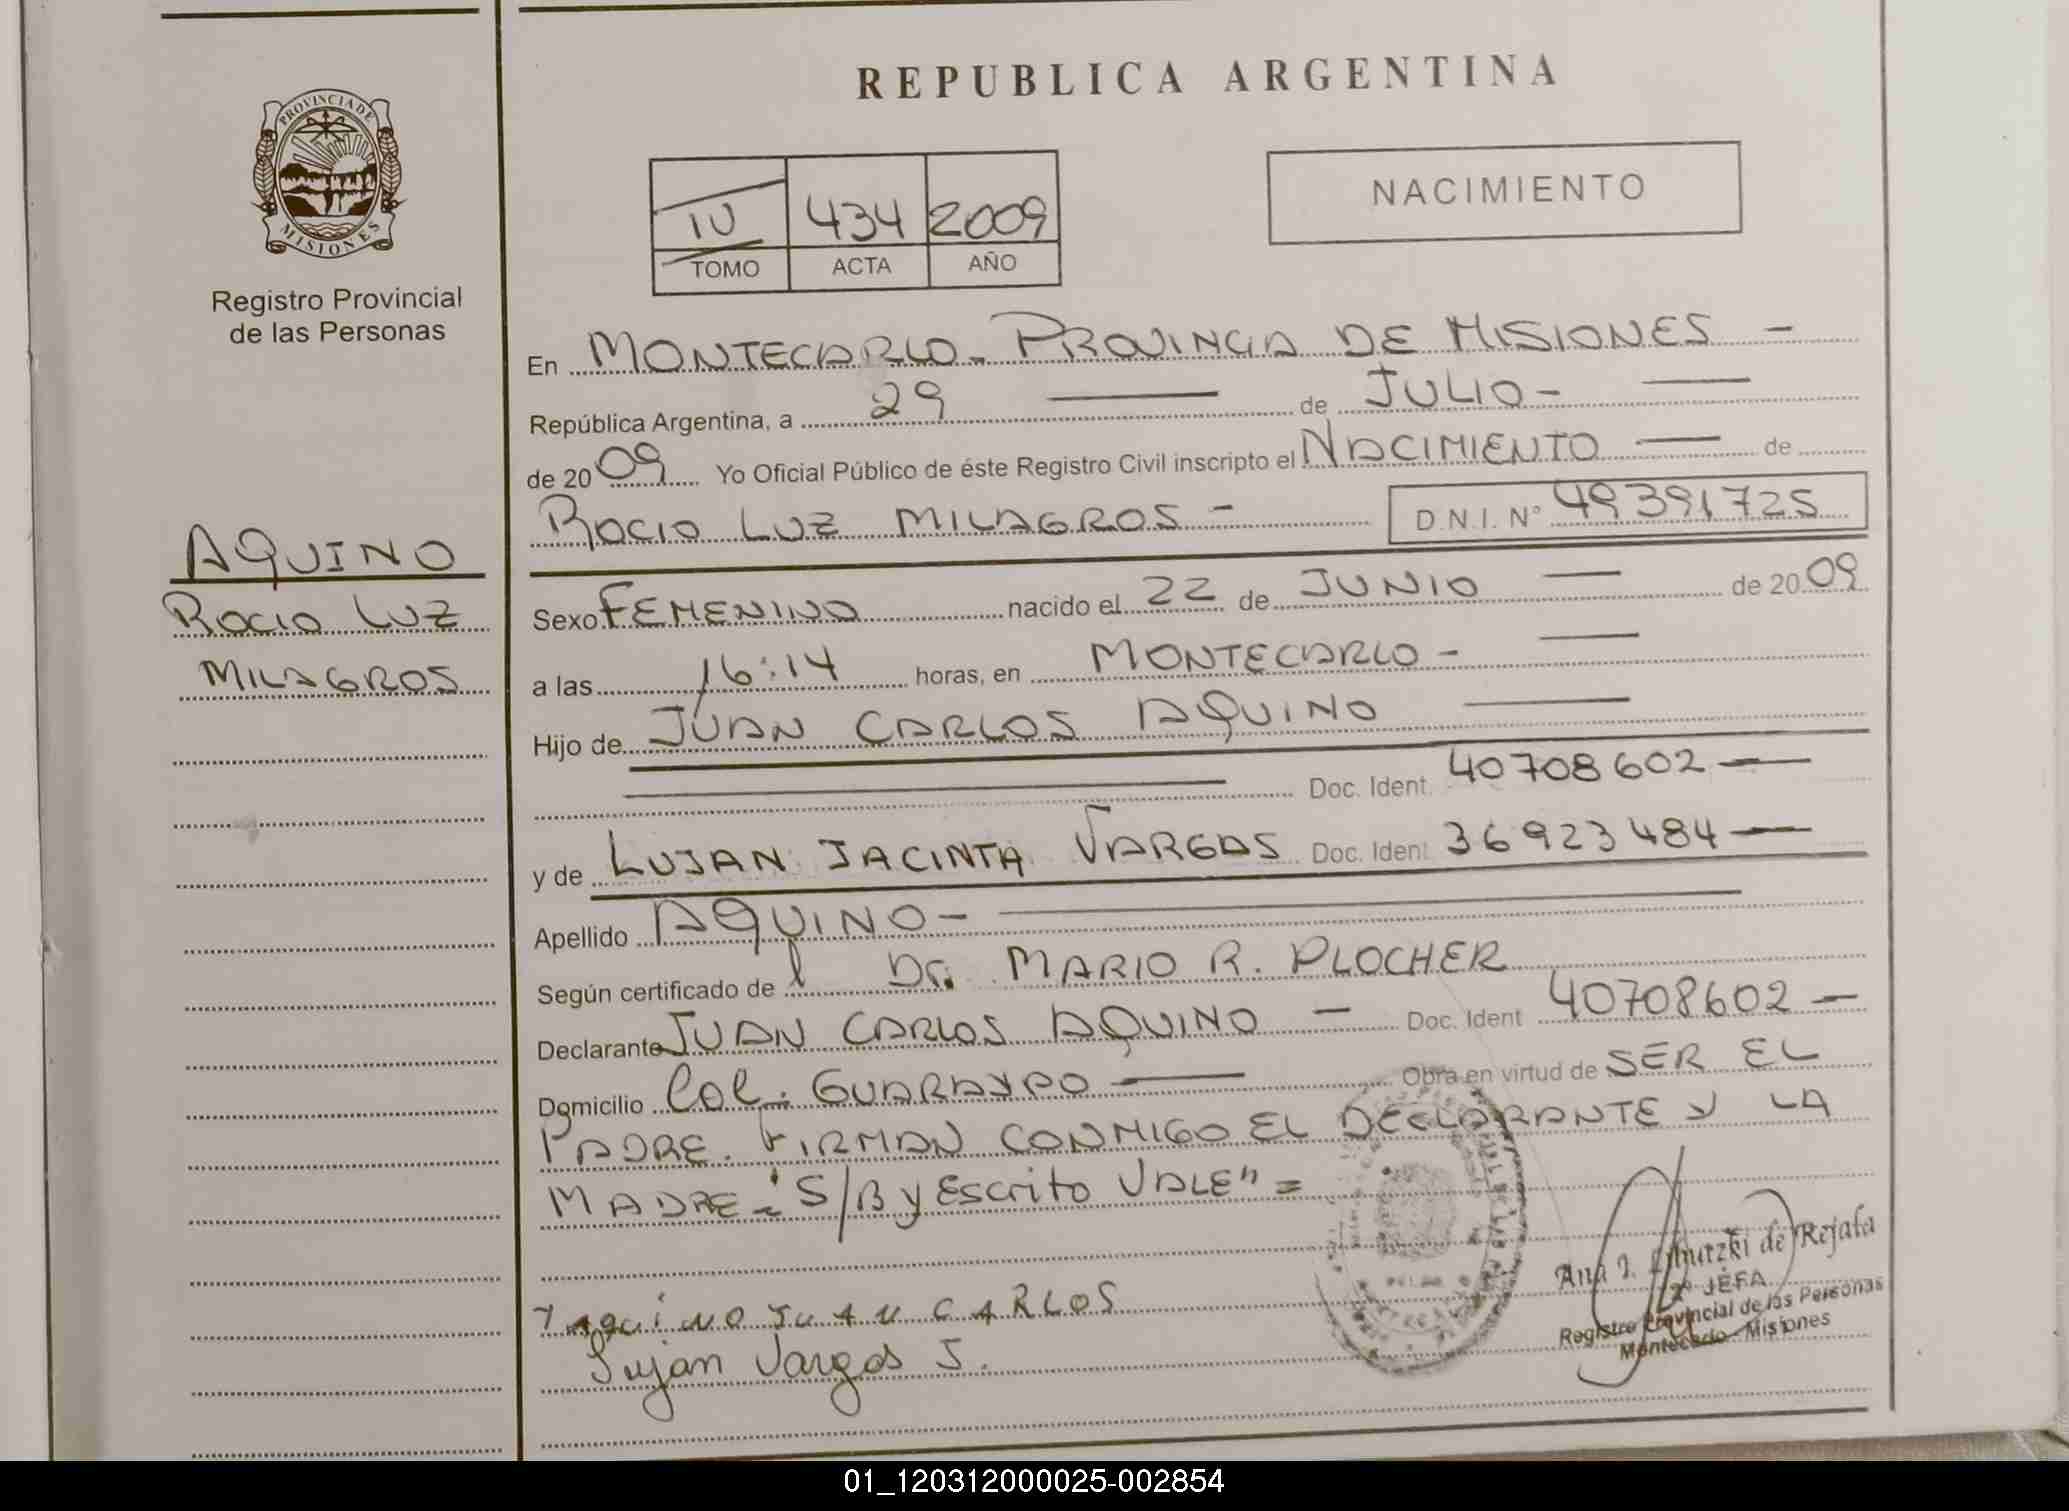 PROVINCIA DE
MISIONES
Registro Provincial
de las Personas
AQUINO
ROCIO LUZ
MILAGROS
REPUBLICA ARGENTINA
IV 434 2009
TOMO ACTA AÑO
NACIMIENTO
En MONTECARLO. PROVINCIA DE MISIONES -
República Argentina, a 29 de JULIO -
de 2009 Yo Oficial Público de éste Registro Civil inscripto el NACIMIENTO de
ROCIO LUZ MILAGROS - D.N.I. N° 49391725
Sexo FEMENINO nacido el 22 de JUNIO de 2009
a las 16:14 horas, en MONTECARLO -
Hijo de JUAN CARLOS AQUINO
Doc. Ident. 40708602
y de LUJAN JACINTA VARGAS Doc. Ident 36923484
Apellido AQUINO -
Según certificado de l Dr. MARIO R. PLOCHER
Declarante JUAN CARLOS AQUINO - Doc. Ident 40708602 -
Domicilio Col. GUARAYPO Obra en virtud de SER EL
PADRE. FIRMAN CONMIGO EL DECLARANTE Y LA
MADRE - "S/B y Escrito VALE" =
AQUINO JUAN CARLOS
Lujan Vargas J.
Ana I. de Rejala
2° JEFA
Registro Provincial de las Personas
Montecarlo - Misiones
01_120312000025-002854